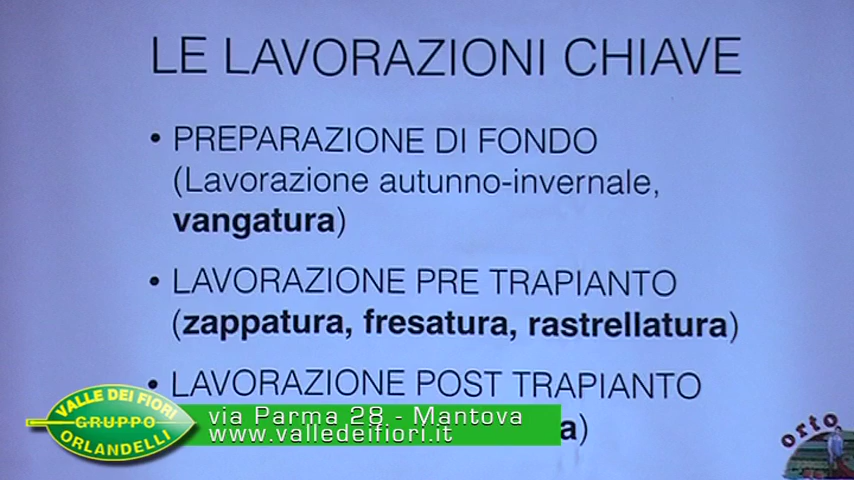 LE LAVORAZIONI CHIAVE
• PREPARAZIONE DI FONDO
(Lavorazione autunno-invernale,
vangatura)
• LAVORAZIONE PRE TRAPIANTO
(zappatura, fresatura, rastrellatura)
• LAVORAZIONE POST TRAPIANTO
a)
VALLE DEI FIORI
GRUPPO
ORLANDELLI
via Parma 28 - Mantova
www.valledeifiori.it
orto